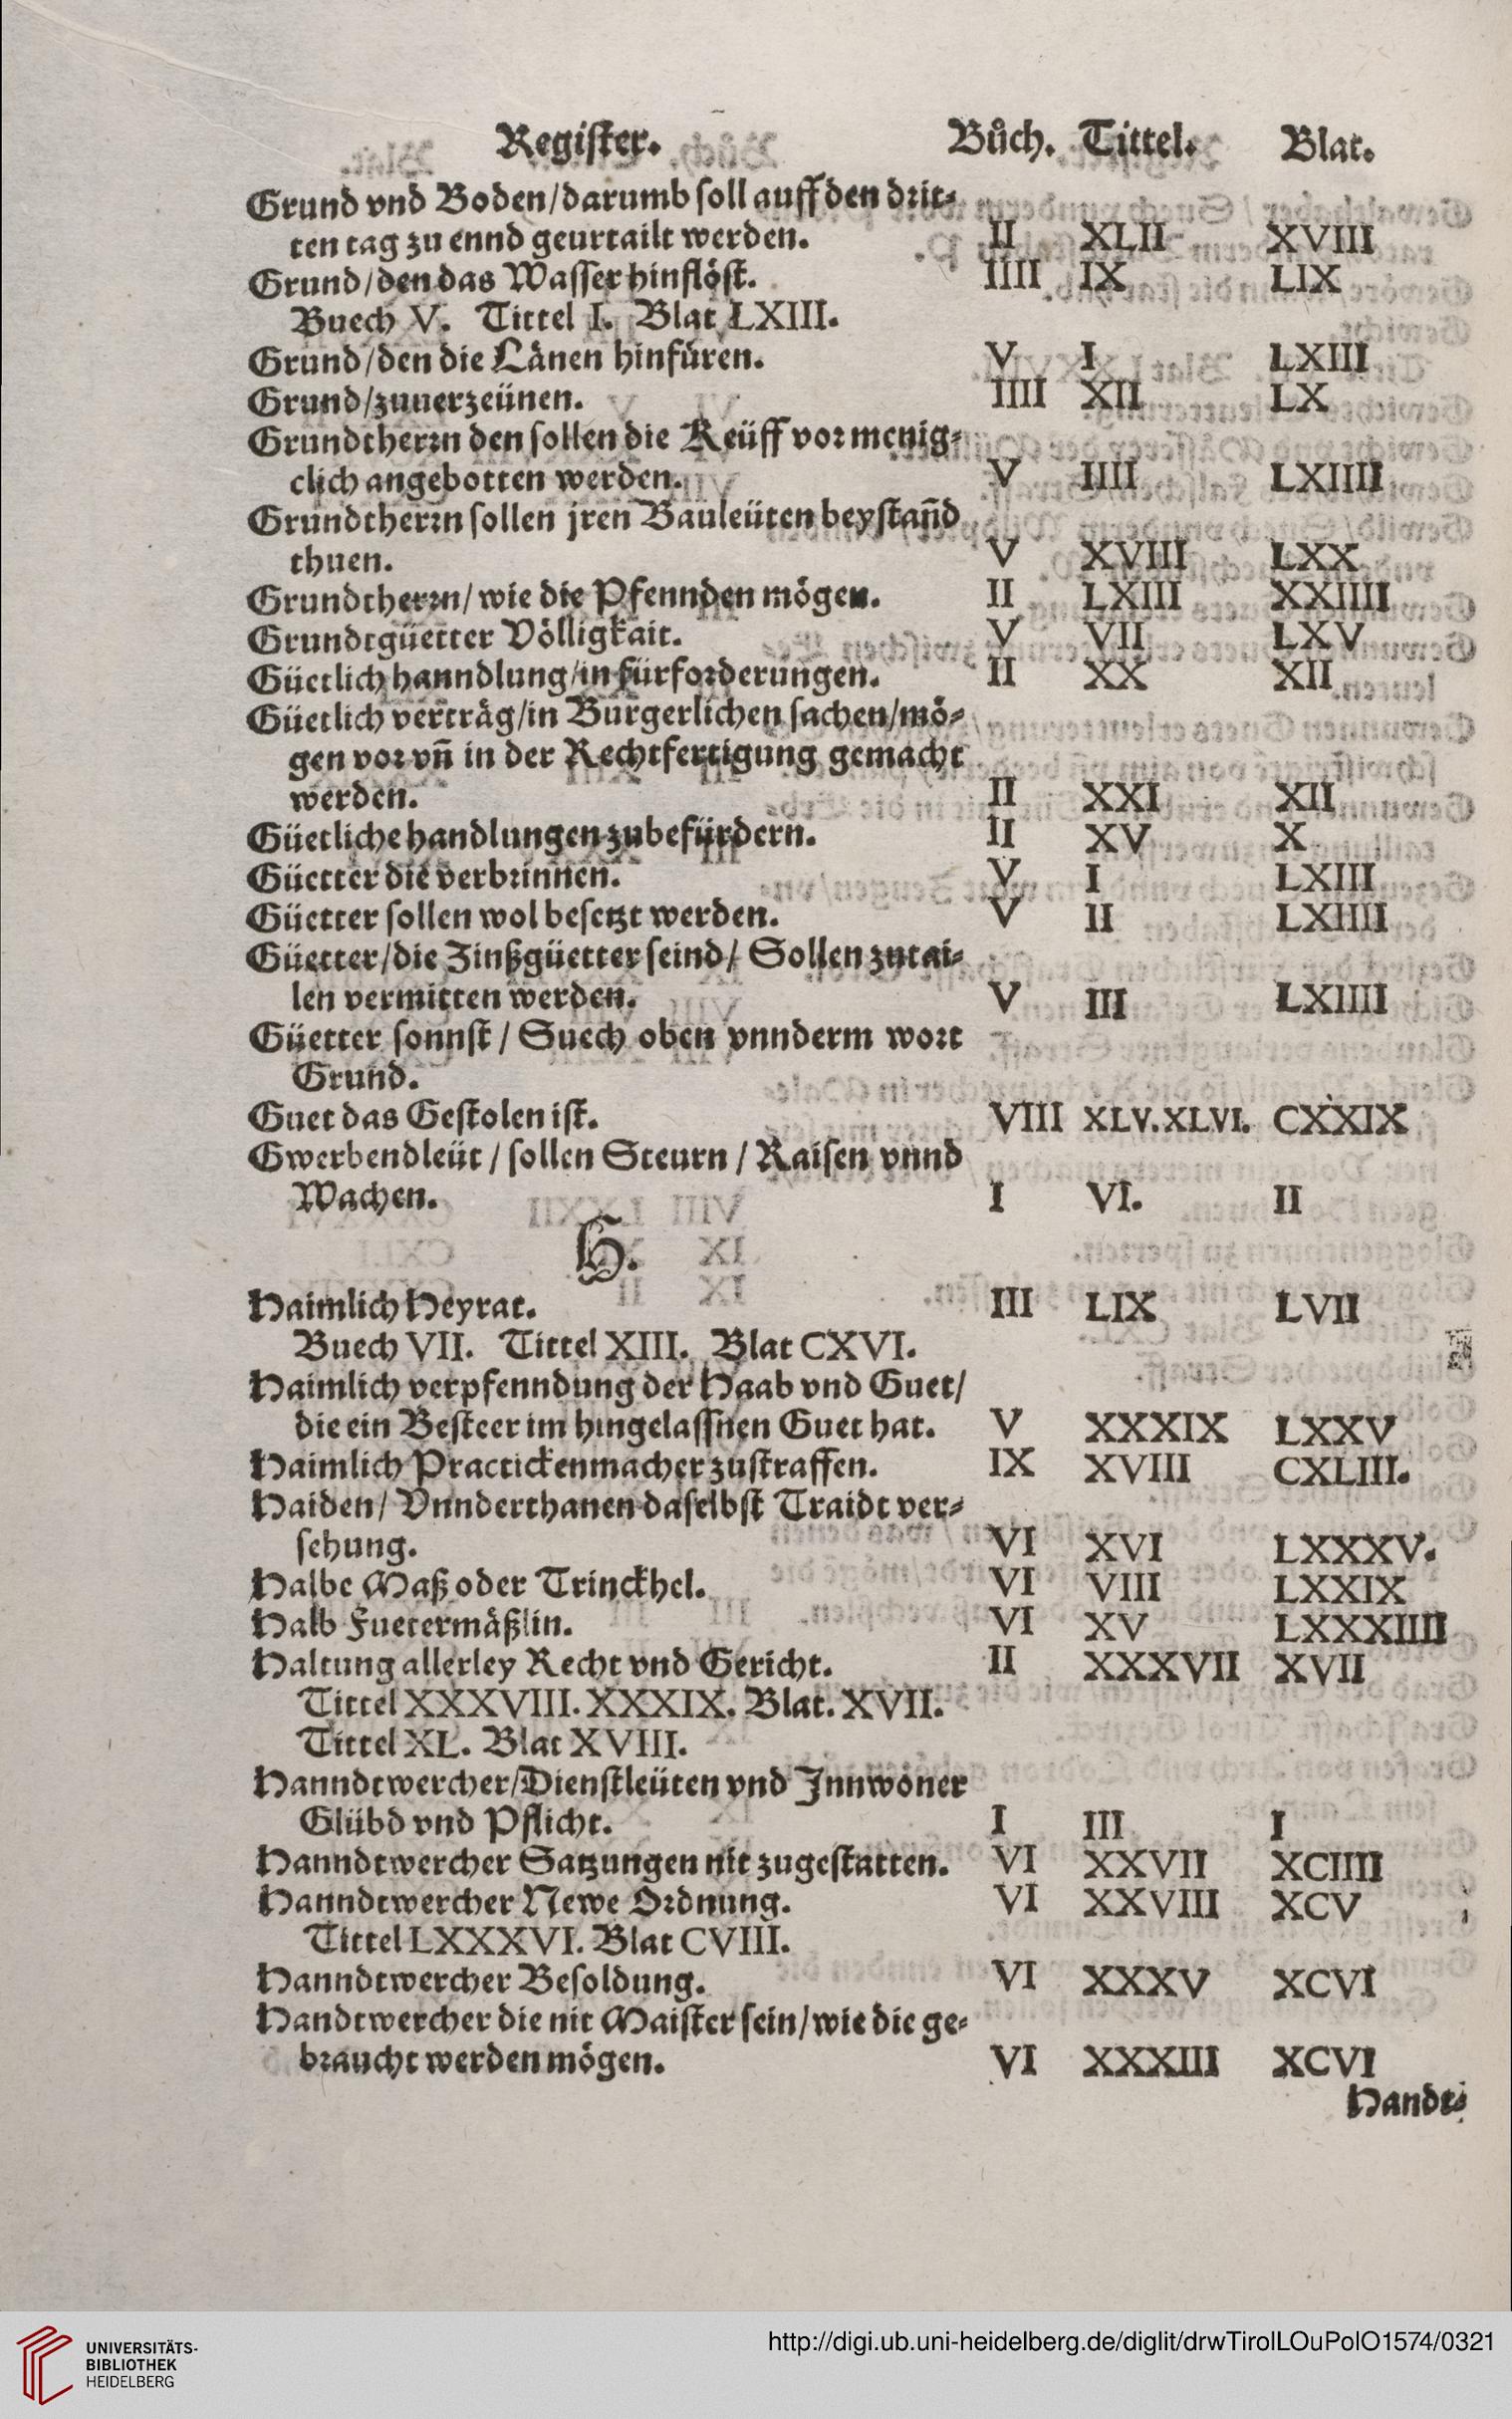 Register. Bůch. Tittel. Blat.
Grund vnd Boden/darumb soll auff den drit-
ten tag zu ennd geurtailt werden. II XLII XVIII
Grund/den das Wasser hinflöst. IIII IX LIX
Buech V. Tittel I. Blat LXIII.
Grund/den die Länen hinfüren. V I LXIII
Grund/zuuerzeünen. IIII XII LX
Grundtherrn den sollen die Keüff vor menig-
clich angebotten werden. V IIII LXIIII
Grundtherrn sollen jren Bauleüten beystañd
thuen. V XVIII LXX
Grundtherrn/wie die Pfennden mögen. II LXIII XXIIII
Grundtgüetter Völligkait. V VII LXV
Güetlich hanndlung/in fürforderungen. II XX XII
Güetlich verträg/in Burgerlichen sachen/mö-
gen vor vñ in der Rechtfertigung gemacht
werden. II XXI XII
Güetliche handlungen zubefürdern. II XV X
Güetter die verbrinnen. V I LXIII
Güetter sollen wol besetzt werden. V II LXIIII
Güetter/die Zinßgüetter seind/Sollen zutai-
len vermitten werden. V III LXIIII
Güetter sonnst/Suech oben vnnderm wort
Grund.
Guet das Gestolen ist. VIII XLV.XLVI. CXXIX
Gwerbendleüt/sollen Steurn/Raisen vnnd
Wachen. I VI. II
H.
Haimlich Heyrat. III LIX LVII
Buech VII. Tittel XIII. Blat CXVI.
Haimlich verpfenndung der Haab vnd Guet/
die ein Besteer im hingelassnen Guet hat. V XXXIX LXXV
Haimlich Practickenmacher zustraffen. IX XVIII CXLIII.
Haiden/Vnnderthanen daselbst Traidt ver-
sehung. VI XVI LXXXV.
Halbe Maß oder Trinckhel. VI VIII LXXIX
Halb Fuetermäßlin. VI XV LXXXIIII
Haltung allerley Recht vnd Gericht. II XXXVII XVII
Tittel XXXVIII. XXXIX. Blat. XVII.
Tittel XL. Blat XVIII.
Hanndtwercher/Dienstleüten vnd Innwoner
Glübd vnd Pflicht. I III I
Hanndtwercher Satzungen nit zugestatten. VI XXVII XCIIII
Hanndtwercher Newe Ordnung. VI XXVIII XCV
Tittel LXXXVI. Blat CVIII.
Hanndtwercher Besoldung. VI XXXV XCVI
Handtwercher die nit Maister sein/wie die ge-
braucht werden mögen. VI XXXIII XCVI
Handt-
UNIVERSITÄTS-
BIBLIOTHEK
HEIDELBERG
http://digi.ub.uni-heidelberg.de/diglit/drwTirolLOuPolO1574/0321